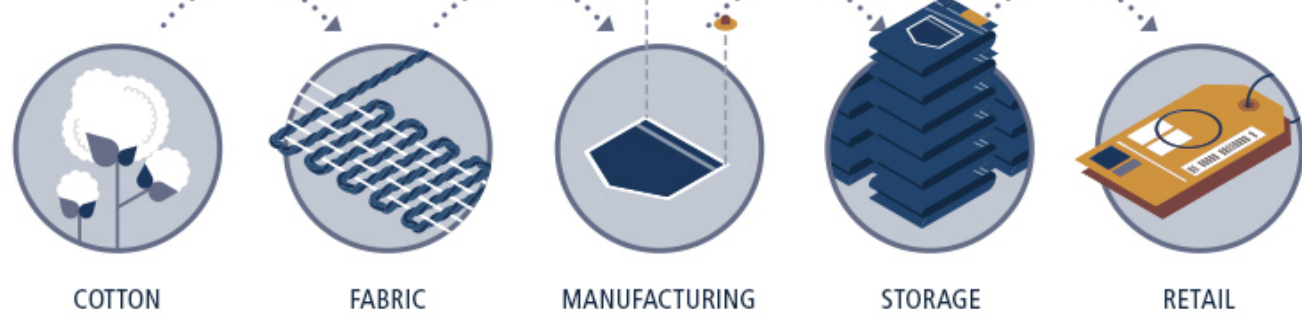 COTTON
FABRIC
MANUFACTURING
STORAGE
RETAIL